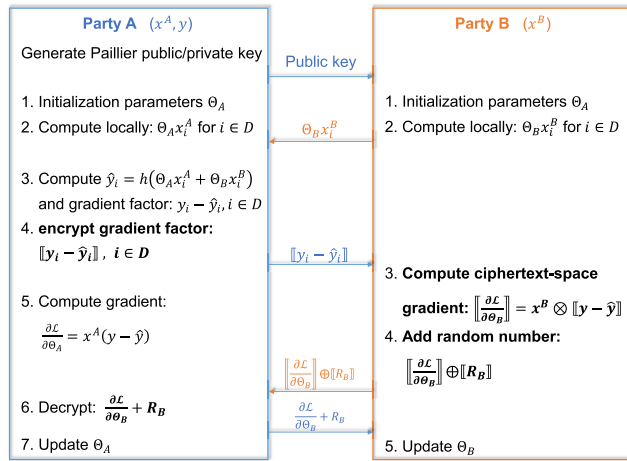 Party A (x^A, y)
Generate Paillier public/private key
1. Initialization parameters Θ_A
2. Compute locally: Θ_A x_i^A for i ∈ D
3. Compute ŷ_i = h(Θ_A x_i^A + Θ_B x_i^B)
and gradient factor: y_i − ŷ_i, i ∈ D
4. encrypt gradient factor:
⟦y_i − ŷ_i⟧ , i ∈ D
5. Compute gradient:
∂ℒ/∂Θ_A = x^A(y − ŷ)
6. Decrypt: ∂ℒ/∂Θ_B + R_B
7. Update Θ_A
Public key
Θ_B x_i^B
⟦y_i − ŷ_i⟧
⟦∂ℒ/∂Θ_B⟧⊕⟦R_B⟧
∂ℒ/∂Θ_B + R_B
Party B (x^B)
1. Initialization parameters Θ_A
2. Compute locally: Θ_B x_i^B for i ∈ D
3. Compute ciphertext-space
gradient: ⟦∂ℒ/∂Θ_B⟧ = x^B ⊗ ⟦y − ŷ⟧
4. Add random number:
⟦∂ℒ/∂Θ_B⟧⊕⟦R_B⟧
5. Update Θ_B